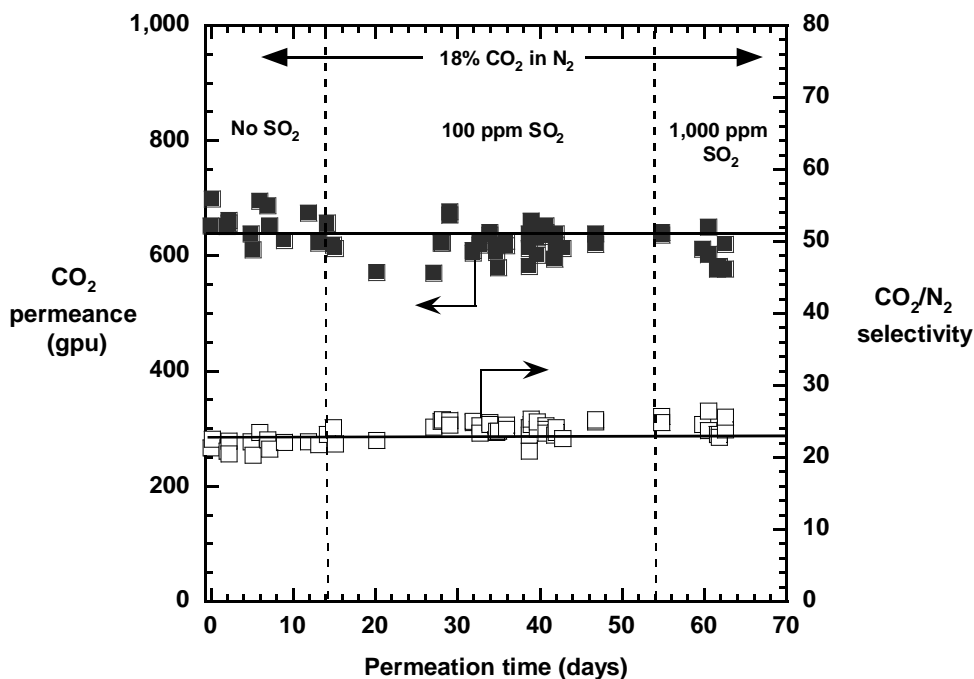 1,000
800
600
400
200
0
80
70
60
50
40
30
20
10
0
0 10 20 30 40 50 60 70
18% CO₂ in N₂
No SO₂
100 ppm SO₂
1,000 ppm
SO₂
CO₂
permeance
(gpu)
CO₂/N₂
selectivity
Permeation time (days)